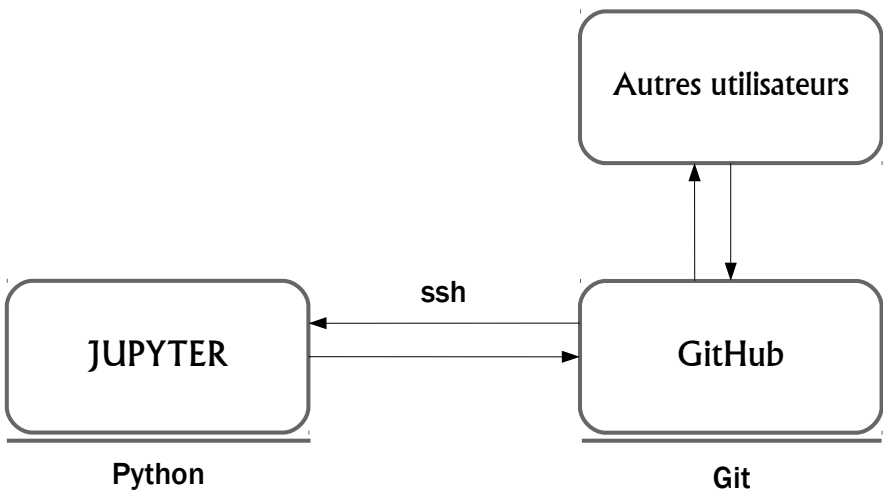 Autres utilisateurs
ssh
JUPYTER
GitHub
Python
Git